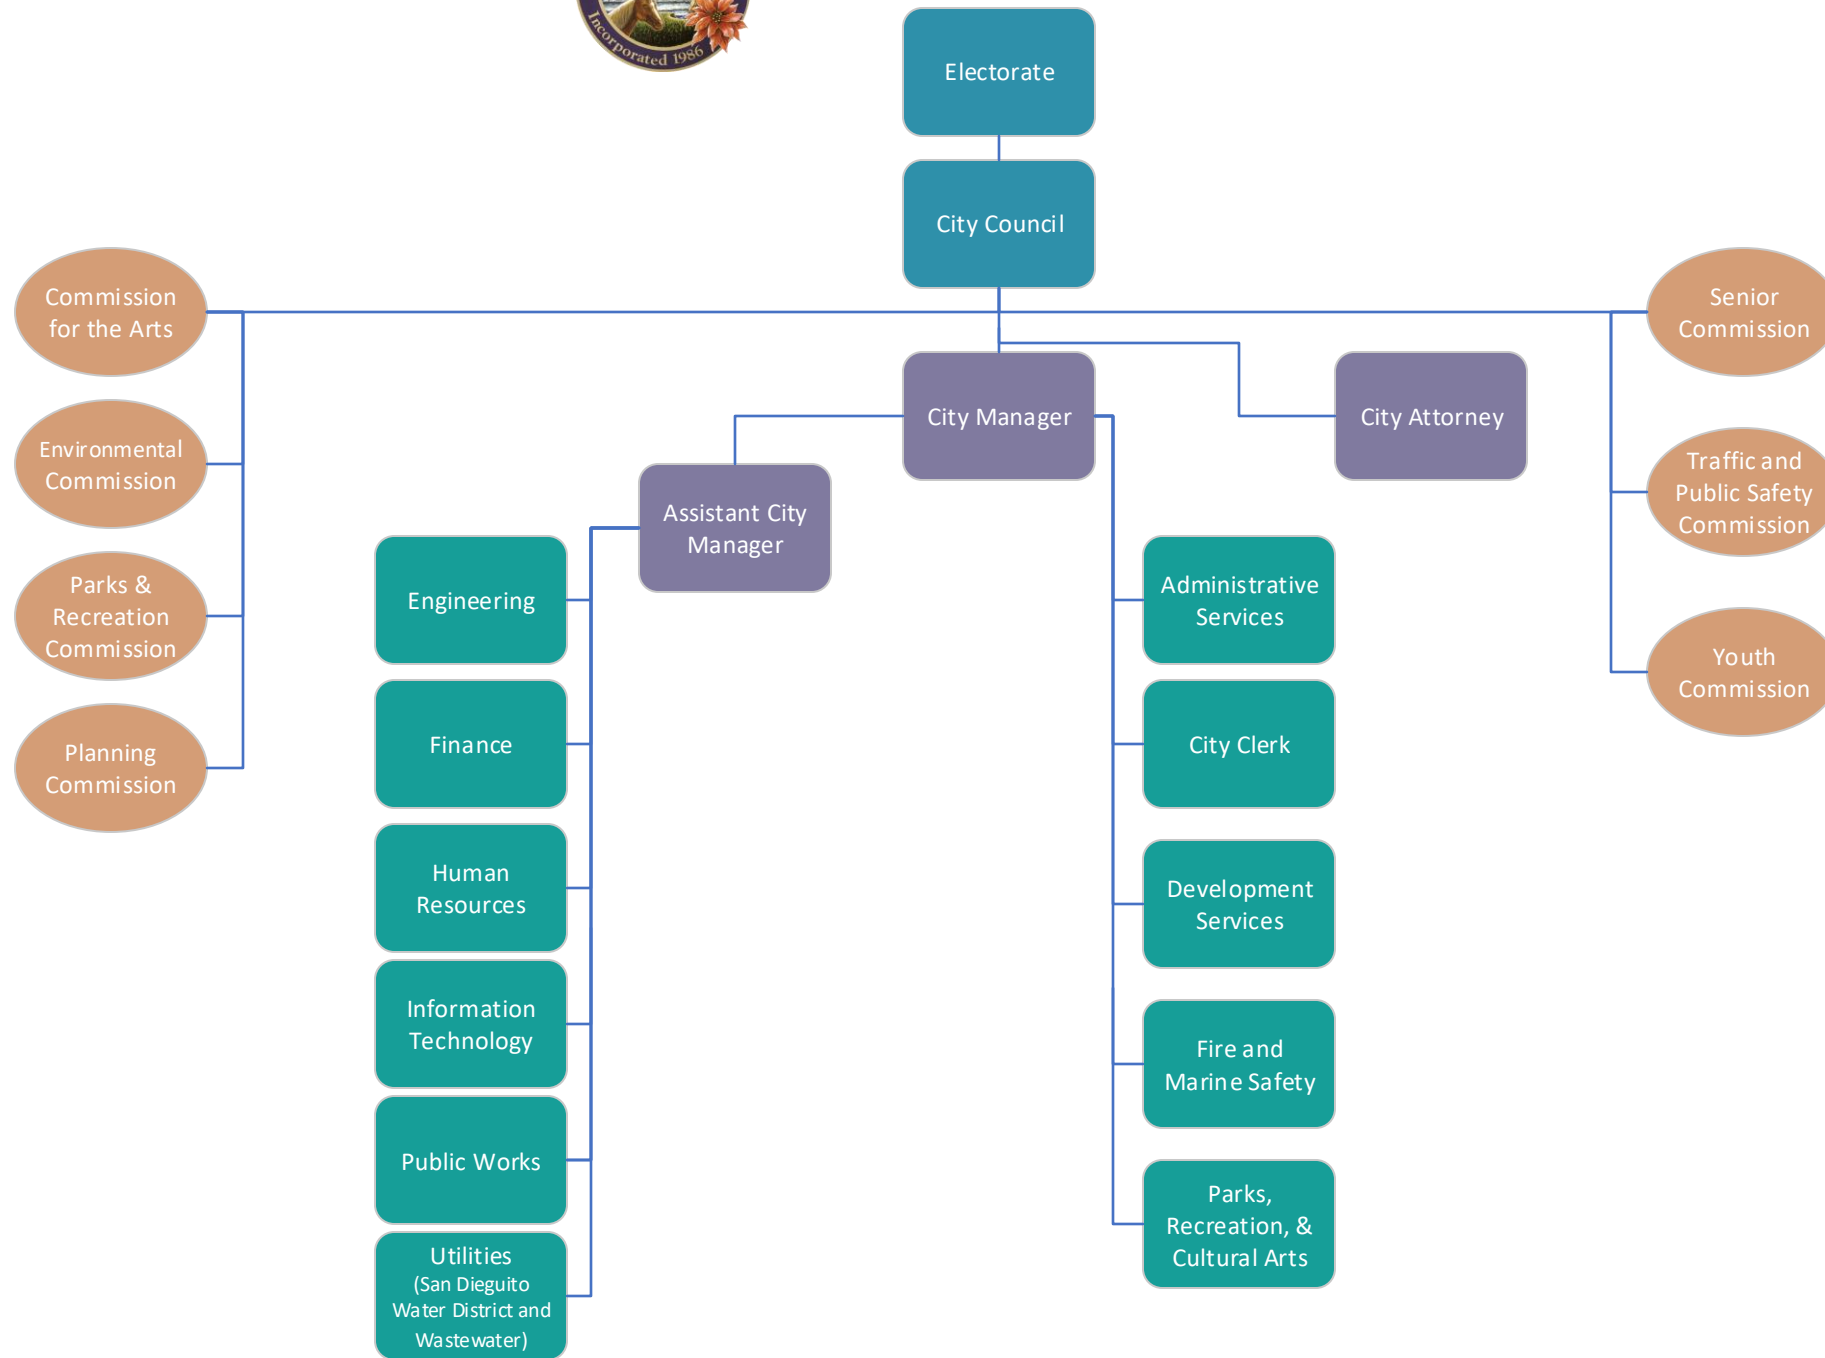 Incorporated 1986
Electorate
City Council
Commission
for the Arts
Environmental
Commission
Parks &
Recreation
Commission
Planning
Commission
Senior
Commission
Traffic and
Public Safety
Commission
Youth
Commission
City Manager
City Attorney
Assistant City
Manager
Engineering
Finance
Human
Resources
Information
Technology
Public Works
Utilities
(San Dieguito
Water District and
Wastewater)
Administrative
Services
City Clerk
Development
Services
Fire and
Marine Safety
Parks,
Recreation, &
Cultural Arts